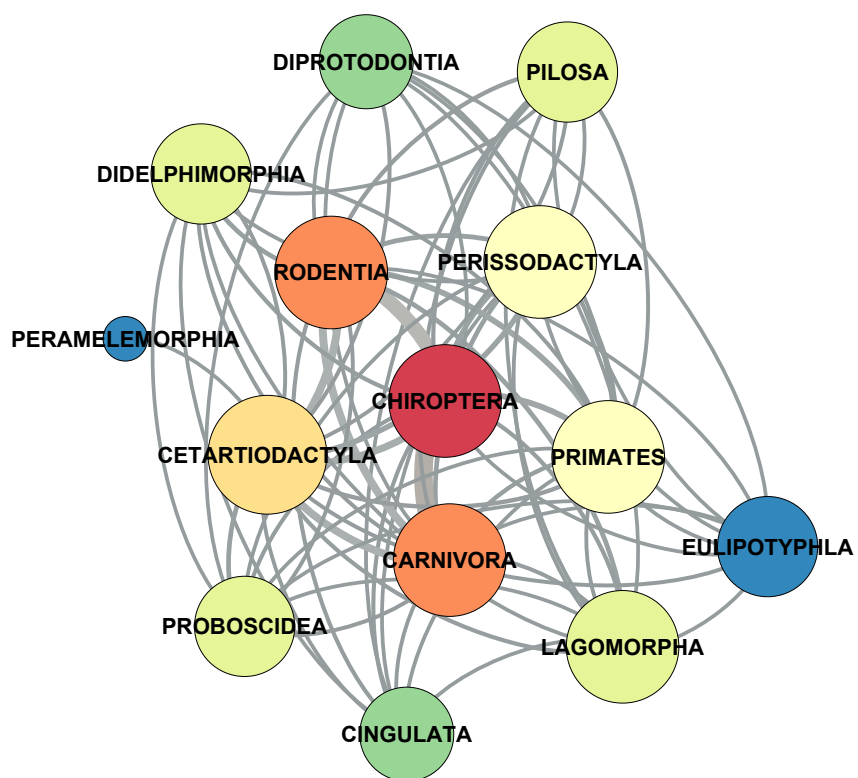 DIPROTODONTIA
PILOSA
DIDELPHIMORPHIA
RODENTIA
PERISSODACTYLA
PERAMELEMORPHIA
CHIROPTERA
CETARTIODACTYLA
PRIMATES
CARNIVORA
EULIPOTYPHLA
PROBOSCIDEA
LAGOMORPHA
CINGULATA